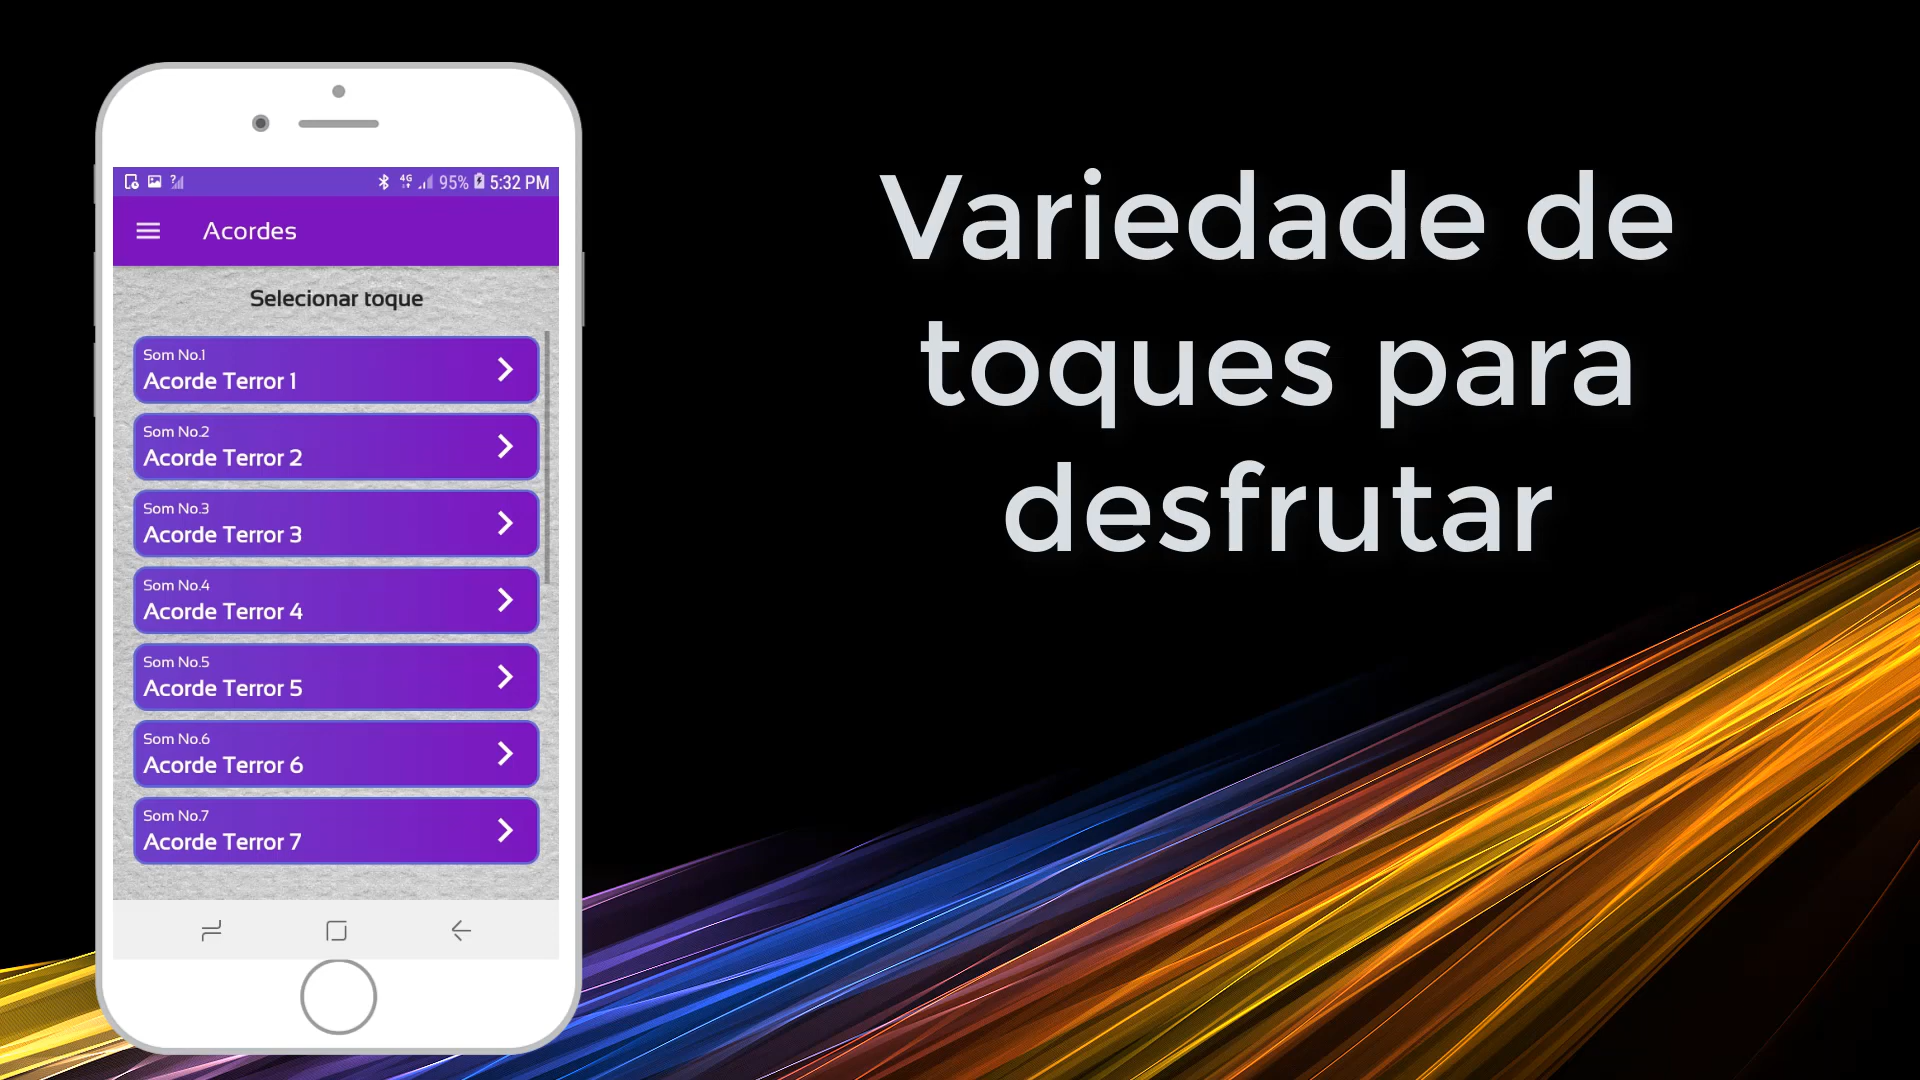 4G 95% 5:32 PM
Acordes
Selecionar toque
Som No.1
Acorde Terror 1
Som No.2
Acorde Terror 2
Som No.3
Acorde Terror 3
Som No.4
Acorde Terror 4
Som No.5
Acorde Terror 5
Som No.6
Acorde Terror 6
Som No.7
Acorde Terror 7
Variedade de
toques para
desfrutar